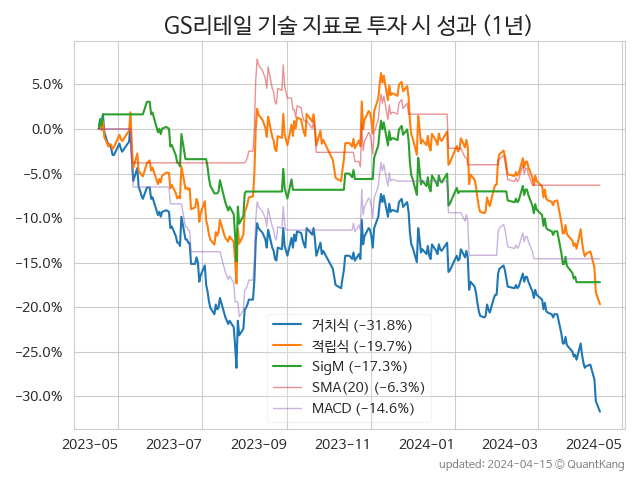 GS리테일 기술 지표로 투자 시 성과 (1년)
5.0%
0.0%
−5.0%
−10.0%
−15.0%
−20.0%
−25.0%
−30.0%
거치식 (−31.8%)
적립식 (−19.7%)
SigM (−17.3%)
SMA(20) (−6.3%)
MACD (−14.6%)
2023−05 2023−07 2023−09 2023−11 2024−01 2024−03 2024−05
updated: 2024−04−15 © QuantKang